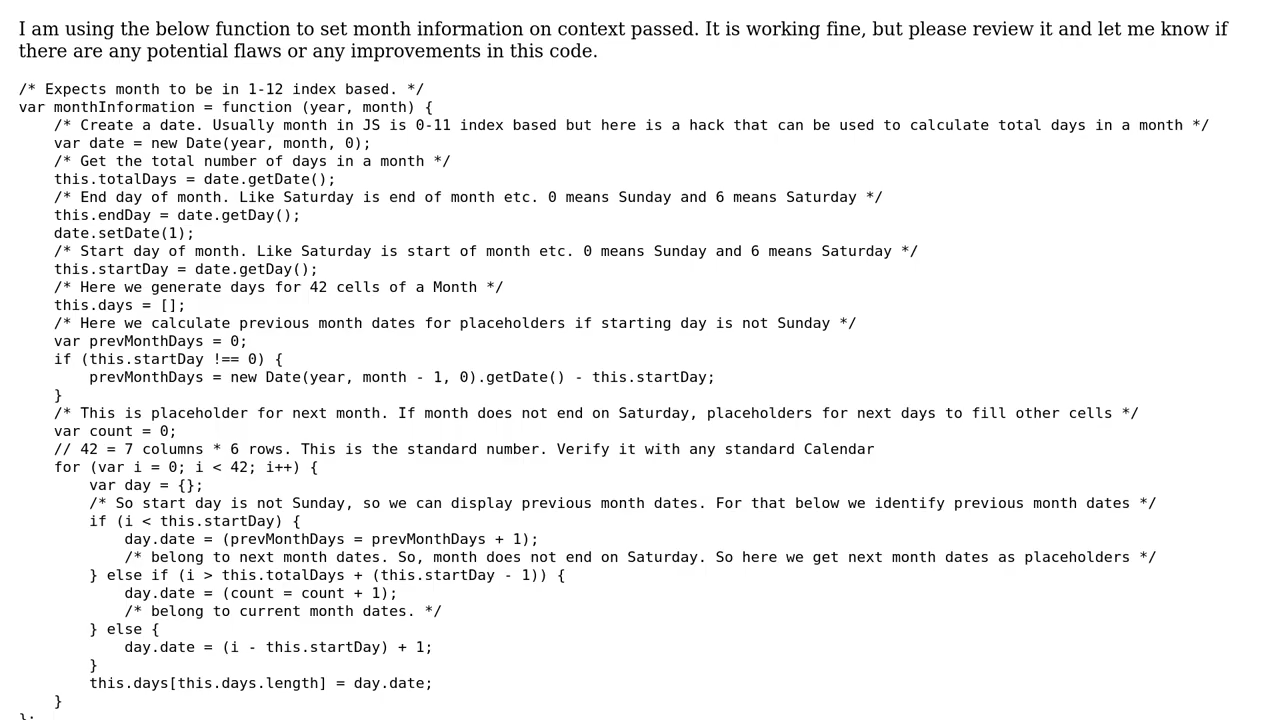 I am using the below function to set month information on context passed. It is working fine, but please review it and let me know if
there are any potential flaws or any improvements in this code.
/* Expects month to be in 1-12 index based. */
var monthInformation = function (year, month) {
    /* Create a date. Usually month in JS is 0-11 index based but here is a hack that can be used to calculate total days in a month */
    var date = new Date(year, month, 0);
    /* Get the total number of days in a month */
    this.totalDays = date.getDate();
    /* End day of month. Like Saturday is end of month etc. 0 means Sunday and 6 means Saturday */
    this.endDay = date.getDay();
    date.setDate(1);
    /* Start day of month. Like Saturday is start of month etc. 0 means Sunday and 6 means Saturday */
    this.startDay = date.getDay();
    /* Here we generate days for 42 cells of a Month */
    this.days = [];
    /* Here we calculate previous month dates for placeholders if starting day is not Sunday */
    var prevMonthDays = 0;
    if (this.startDay !== 0) {
        prevMonthDays = new Date(year, month - 1, 0).getDate() - this.startDay;
    }
    /* This is placeholder for next month. If month does not end on Saturday, placeholders for next days to fill other cells */
    var count = 0;
    // 42 = 7 columns * 6 rows. This is the standard number. Verify it with any standard Calendar
    for (var i = 0; i < 42; i++) {
        var day = {};
        /* So start day is not Sunday, so we can display previous month dates. For that below we identify previous month dates */
        if (i < this.startDay) {
            day.date = (prevMonthDays = prevMonthDays + 1);
            /* belong to next month dates. So, month does not end on Saturday. So here we get next month dates as placeholders */
        } else if (i > this.totalDays + (this.startDay - 1)) {
            day.date = (count = count + 1);
            /* belong to current month dates. */
        } else {
            day.date = (i - this.startDay) + 1;
        }
        this.days[this.days.length] = day.date;
    }
};